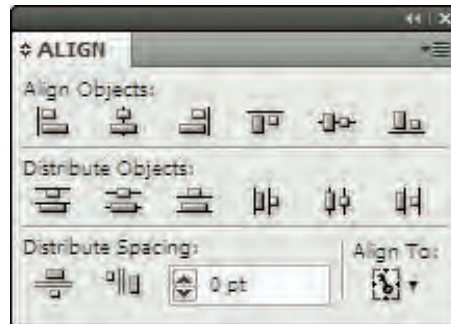 ALIGN
Align Objects:
Distribute Objects:
Distribute Spacing:
Align To:
0 pt